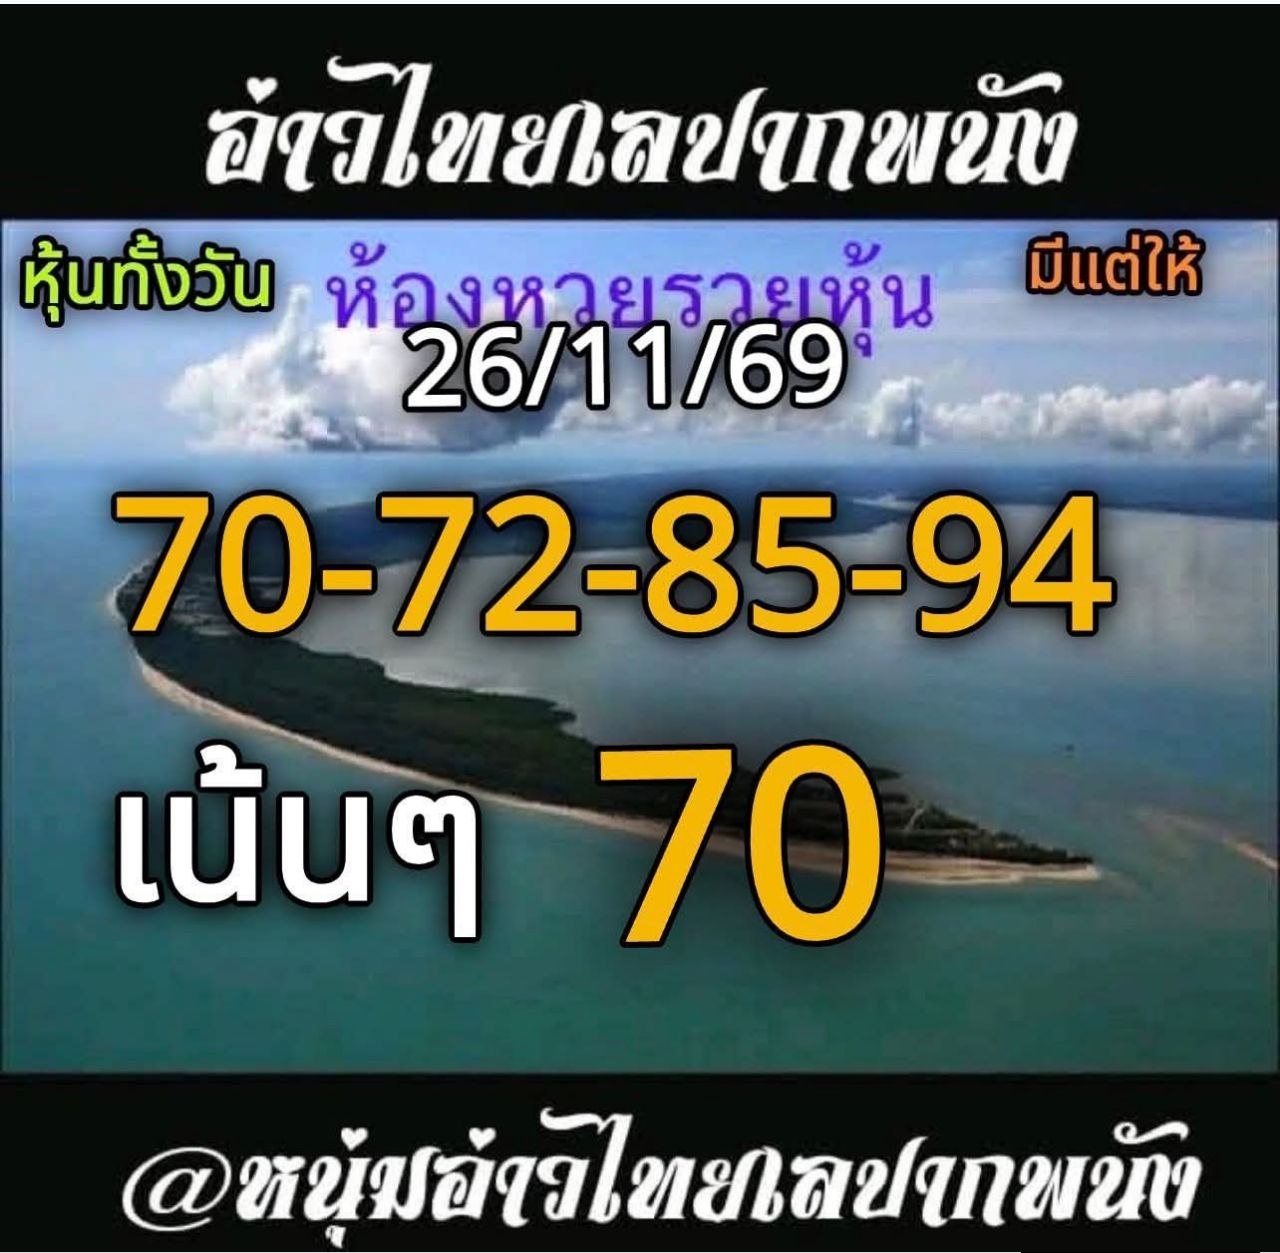 อ่าวไทยเลปากพนัง
หุ้นทั้งวัน ห้องหวยรวยหุ้น มีแต่ให้
26/11/69
70-72-85-94
เน้นๆ 70
@หนุ่มอ่าวไทยเลปากพนัง